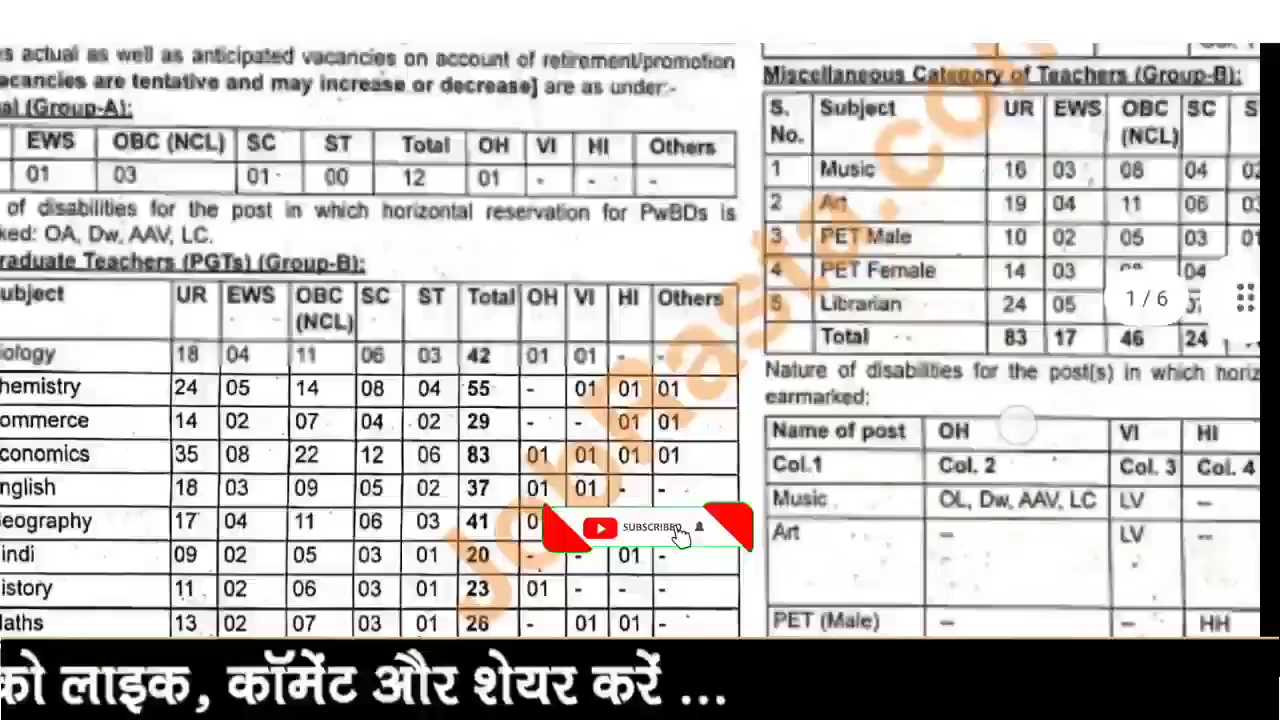 s actual as well as anticipated vacancies on account of retirement/promotion
acancies are tentative and may increase or decrease] are as under:-
al (Group-A):
EWS OBC (NCL) SC ST Total OH VI HI Others
01 03 01 00 12 01 - - -
of disabilities for the post in which horizontal reservation for PwBDs is
ked: OA, Dw, AAV, LC.
raduate Teachers (PGTs) (Group-B):
ubject UR EWS OBC (NCL) SC ST Total OH VI HI Others
iology 18 04 11 06 03 42 01 01 - -
hemistry 24 05 14 08 04 55 - 01 01 01
ommerce 14 02 07 04 02 29 - - 01 01
conomics 35 08 22 12 06 83 01 01 01 01
nglish 18 03 09 05 02 37 01 01 - -
eography 17 04 11 06 03 41
indi 09 02 05 03 01 20 - - 01 -
istory 11 02 06 03 01 23 01 - - -
laths 13 02 07 03 01 26 - 01 01 -
Miscellaneous Category of Teachers (Group-B):
S. No. Subject UR EWS OBC (NCL) SC S
1 Music 16 03 08 04 02
2 Art 19 04 11 06 03
3 PET Male 10 02 05 03 01
4 PET Female 14 03 04
5 Librarian 24 05
Total 83 17 46 24
1 / 6
Nature of disabilities for the post(s) in which horiz
earmarked:
Name of post OH VI HI
Col.1 Col. 2 Col. 3 Col. 4
Music OL, Dw, AAV, LC LV –
Art – LV –
PET (Male) – – HH
JobRasia.com
SUBSCRIBED
को लाइक, कॉमेंट और शेयर करें ...